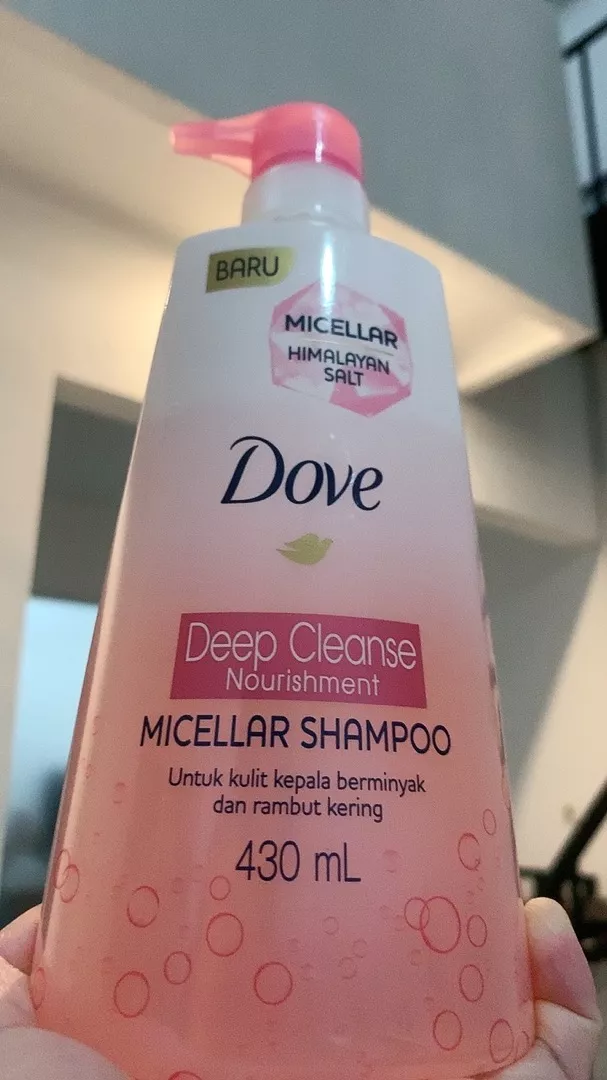 BARU
MICELLAR
HIMALAYAN
SALT
Dove
Deep Cleanse
Nourishment
MICELLAR SHAMPOO
Untuk kulit kepala berminyak
dan rambut kering
430 mL